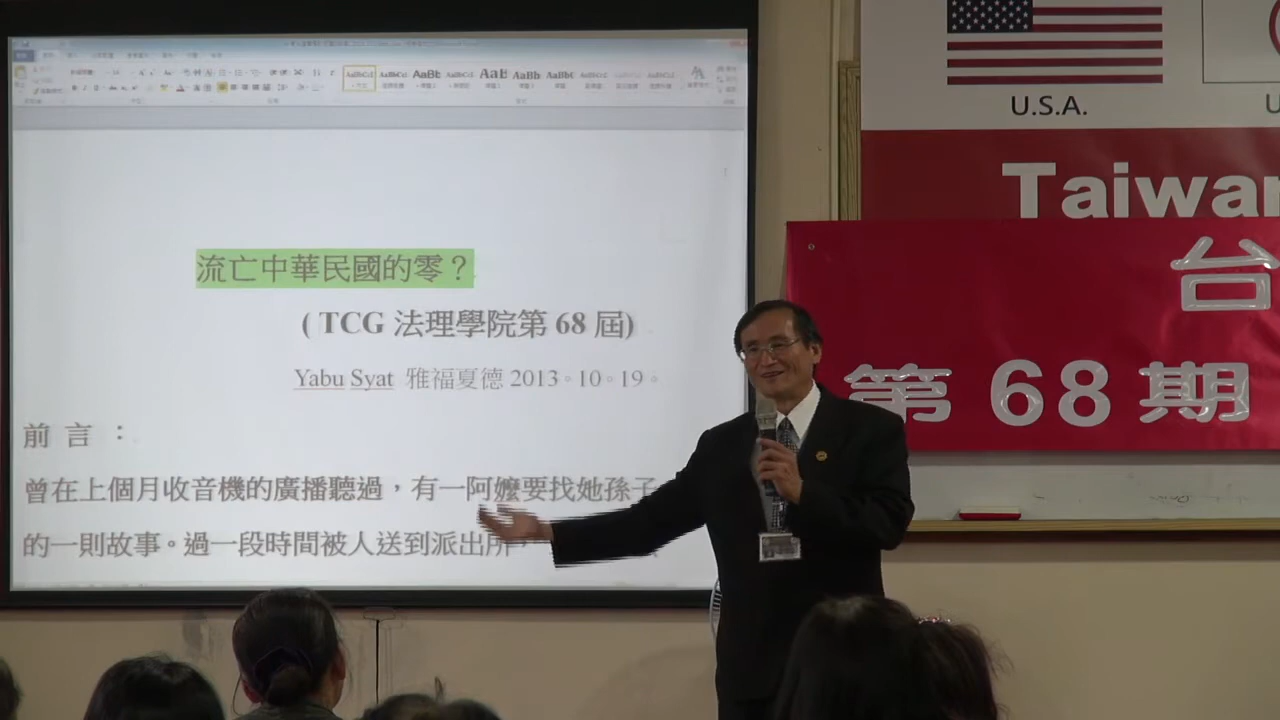 流亡中華民國的零？
( TCG 法理學院第 68 屆)
Yabu Syat 雅福夏德 2013。10。19。
前 言 ：
曾在上個月收音機的廣播聽過，有一阿嬤要找她孫子
的一則故事。過一段時間被人送到派出所，
U.S.A.
U
Taiwan
台
第 68 期